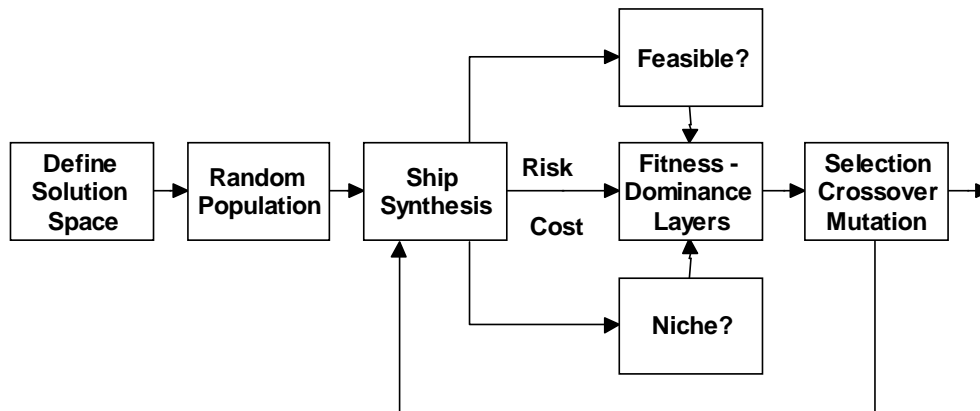 Feasible?
Define
Solution
Space
Random
Population
Ship
Synthesis
Risk
Cost
Fitness -
Dominance
Layers
Selection
Crossover
Mutation
Niche?